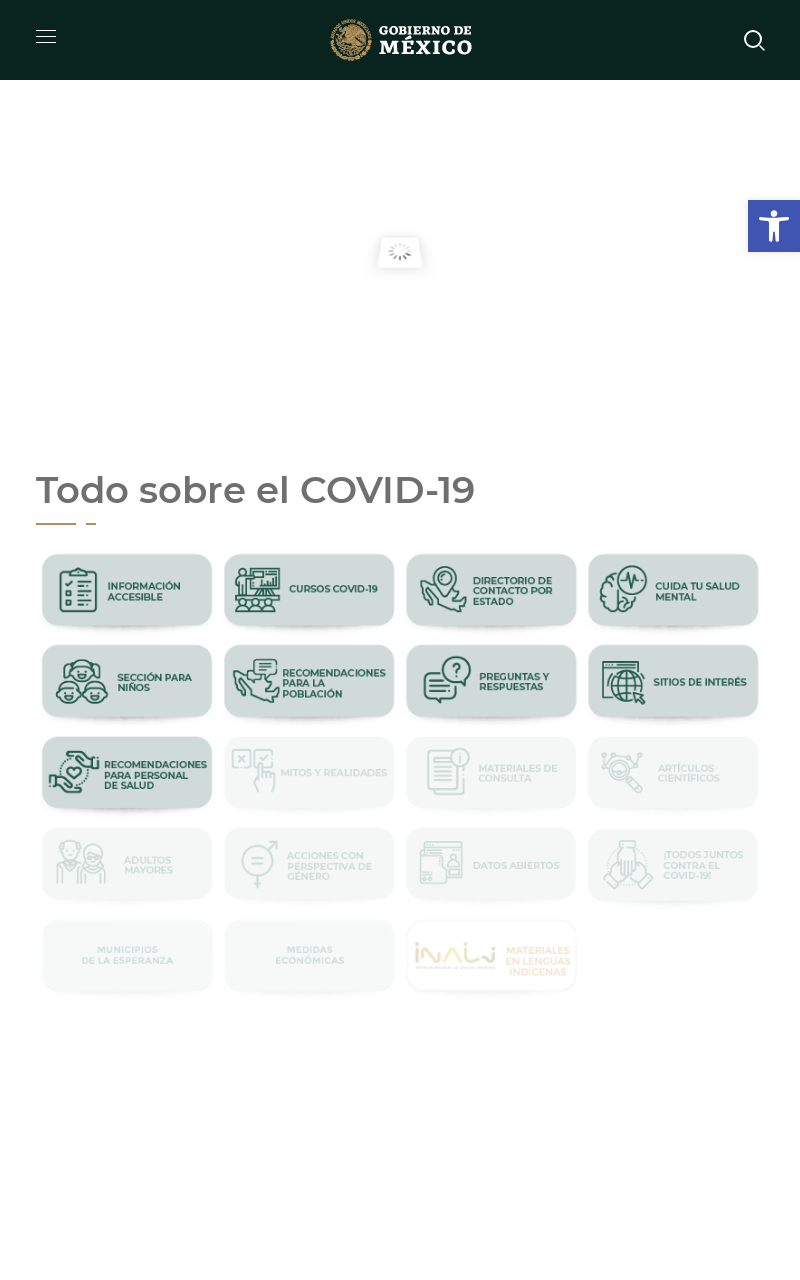 GOBIERNO DE
MÉXICO
Todo sobre el COVID-19
INFORMACIÓN
ACCESIBLE
CURSOS COVID-19
DIRECTORIO DE
CONTACTO POR
ESTADO
CUIDA TU SALUD
MENTAL
SECCIÓN PARA
NIÑOS
RECOMENDACIONES
PARA LA
POBLACIÓN
PREGUNTAS Y
RESPUESTAS
SITIOS DE INTERÉS
RECOMENDACIONES
PARA PERSONAL
DE SALUD
MITOS Y REALIDADES
MATERIALES DE
CONSULTA
ARTÍCULOS
CIENTÍFICOS
ADULTOS
MAYORES
ACCIONES CON
PERSPECTIVA DE
GÉNERO
DATOS ABIERTOS
¡TODOS JUNTOS
CONTRA EL
COVID-19!
MUNICIPIOS
DE LA ESPERANZA
MEDIDAS
ECONÓMICAS
INALI
MATERIALES
EN LENGUAS
INDÍGENAS